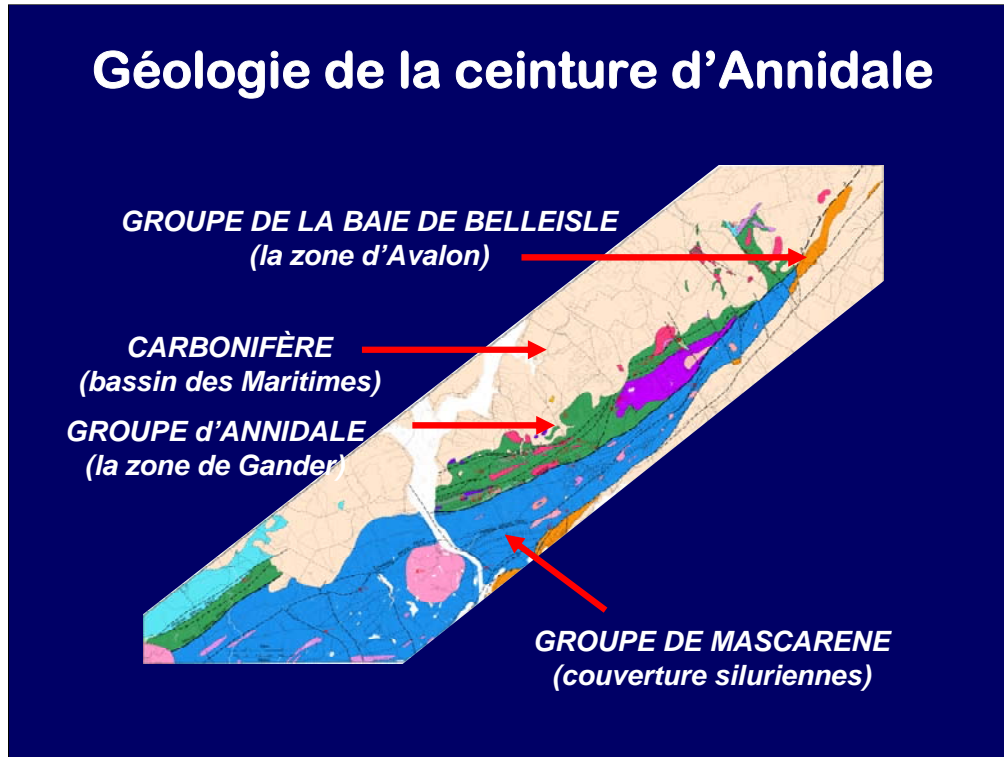 Géologie de la ceinture d’Annidale
GROUPE DE LA BAIE DE BELLEISLE
(la zone d’Avalon)
CARBONIFÈRE
(bassin des Maritimes)
GROUPE d’ANNIDALE
(la zone de Gander)
GROUPE DE MASCARENE
(couverture siluriennes)